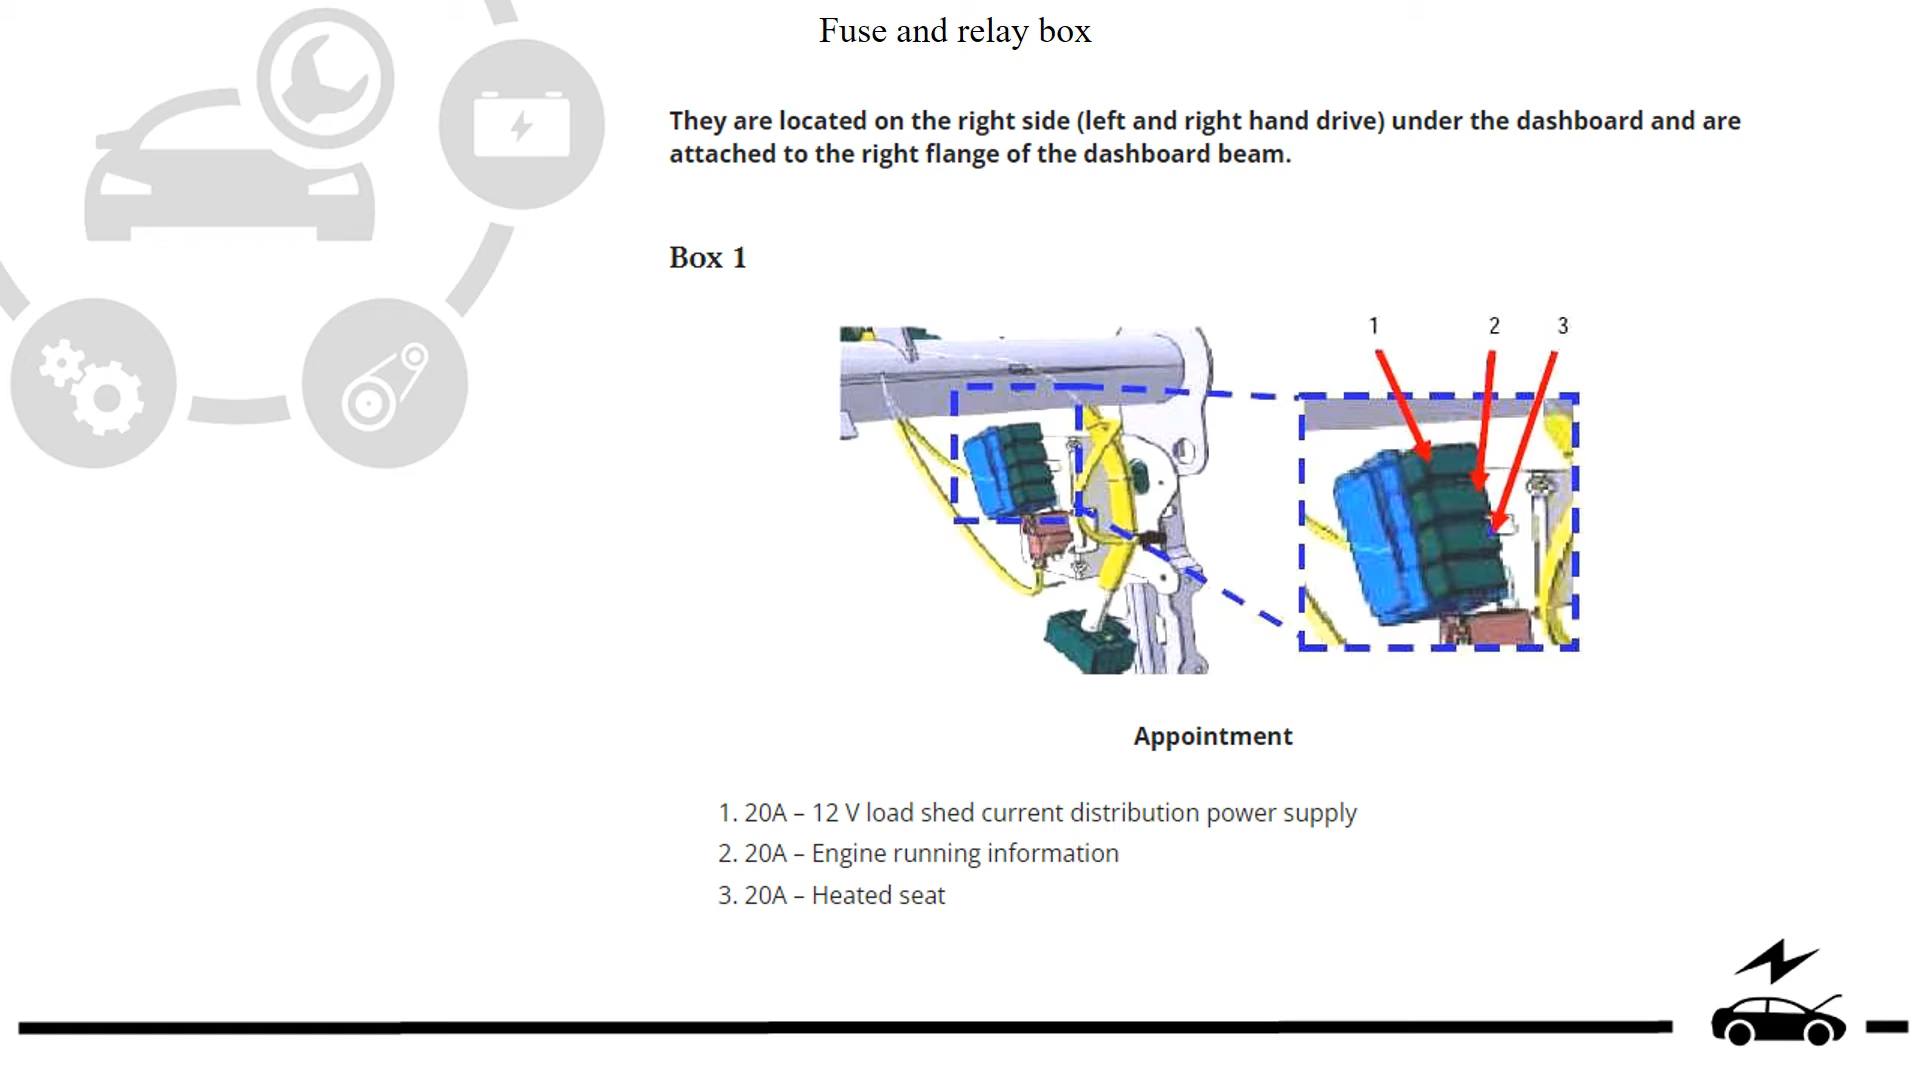 Fuse and relay box
They are located on the right side (left and right hand drive) under the dashboard and are
attached to the right flange of the dashboard beam.
Box 1
1 2 3
Appointment
1. 20A – 12 V load shed current distribution power supply
2. 20A – Engine running information
3. 20A – Heated seat